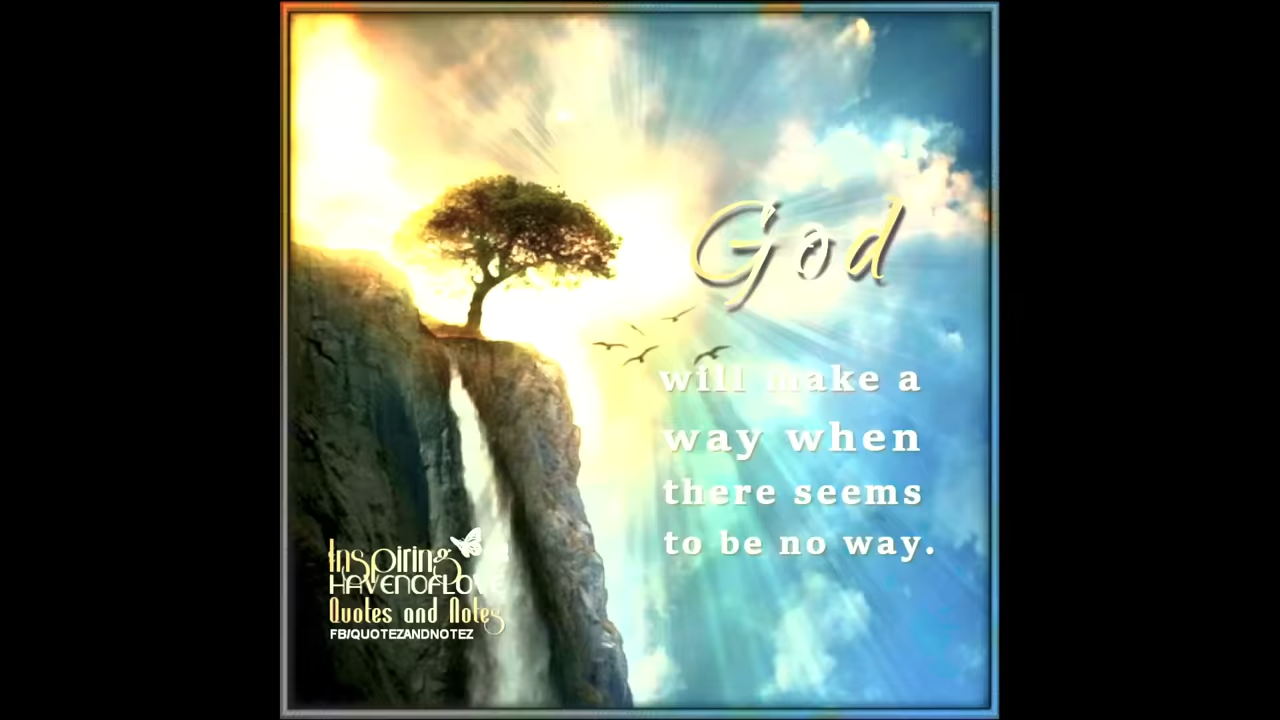 God
will make a
way when
there seems
to be no way.
Inspiring
HAVENOFLOVE
Quotes and Notes
FB/QUOTEZANDNOTEZ